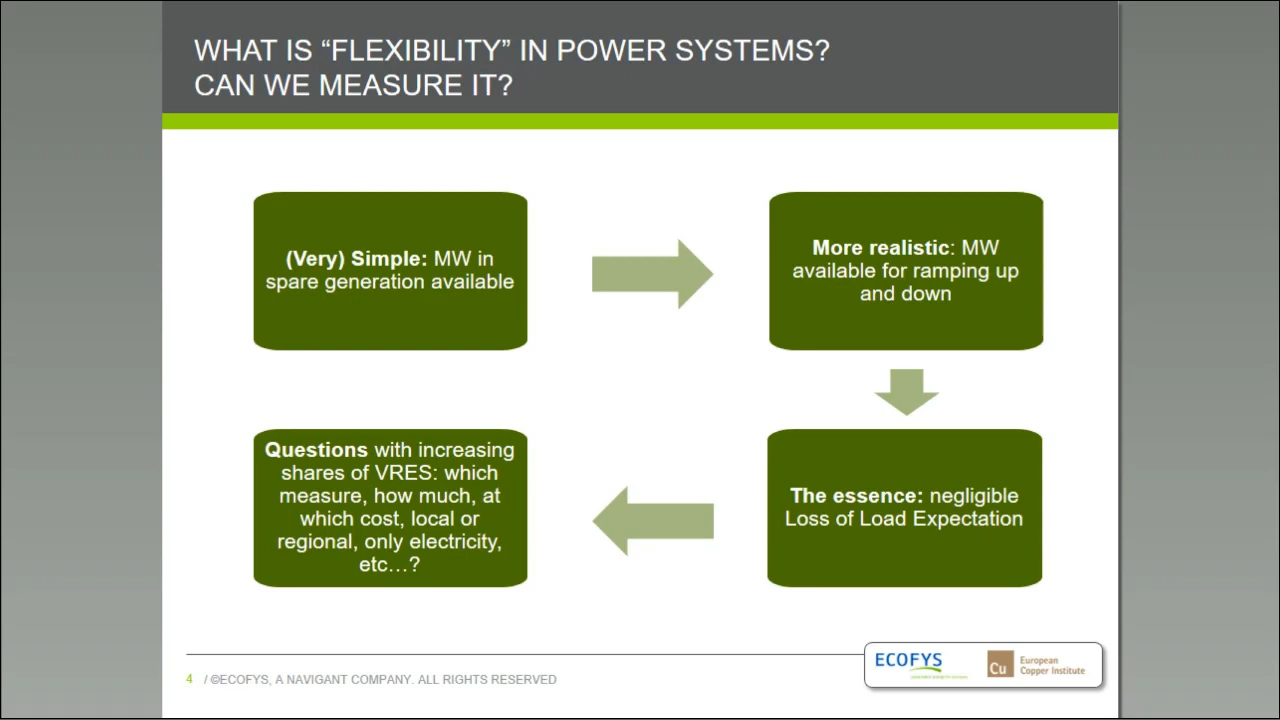 WHAT IS “FLEXIBILITY” IN POWER SYSTEMS?
CAN WE MEASURE IT?
(Very) Simple: MW in
spare generation available
More realistic: MW
available for ramping up
and down
The essence: negligible
Loss of Load Expectation
Questions with increasing
shares of VRES: which
measure, how much, at
which cost, local or
regional, only electricity,
etc…?
4 / ©ECOFYS, A NAVIGANT COMPANY. ALL RIGHTS RESERVED
ECOFYS
Cu
European
Copper Institute